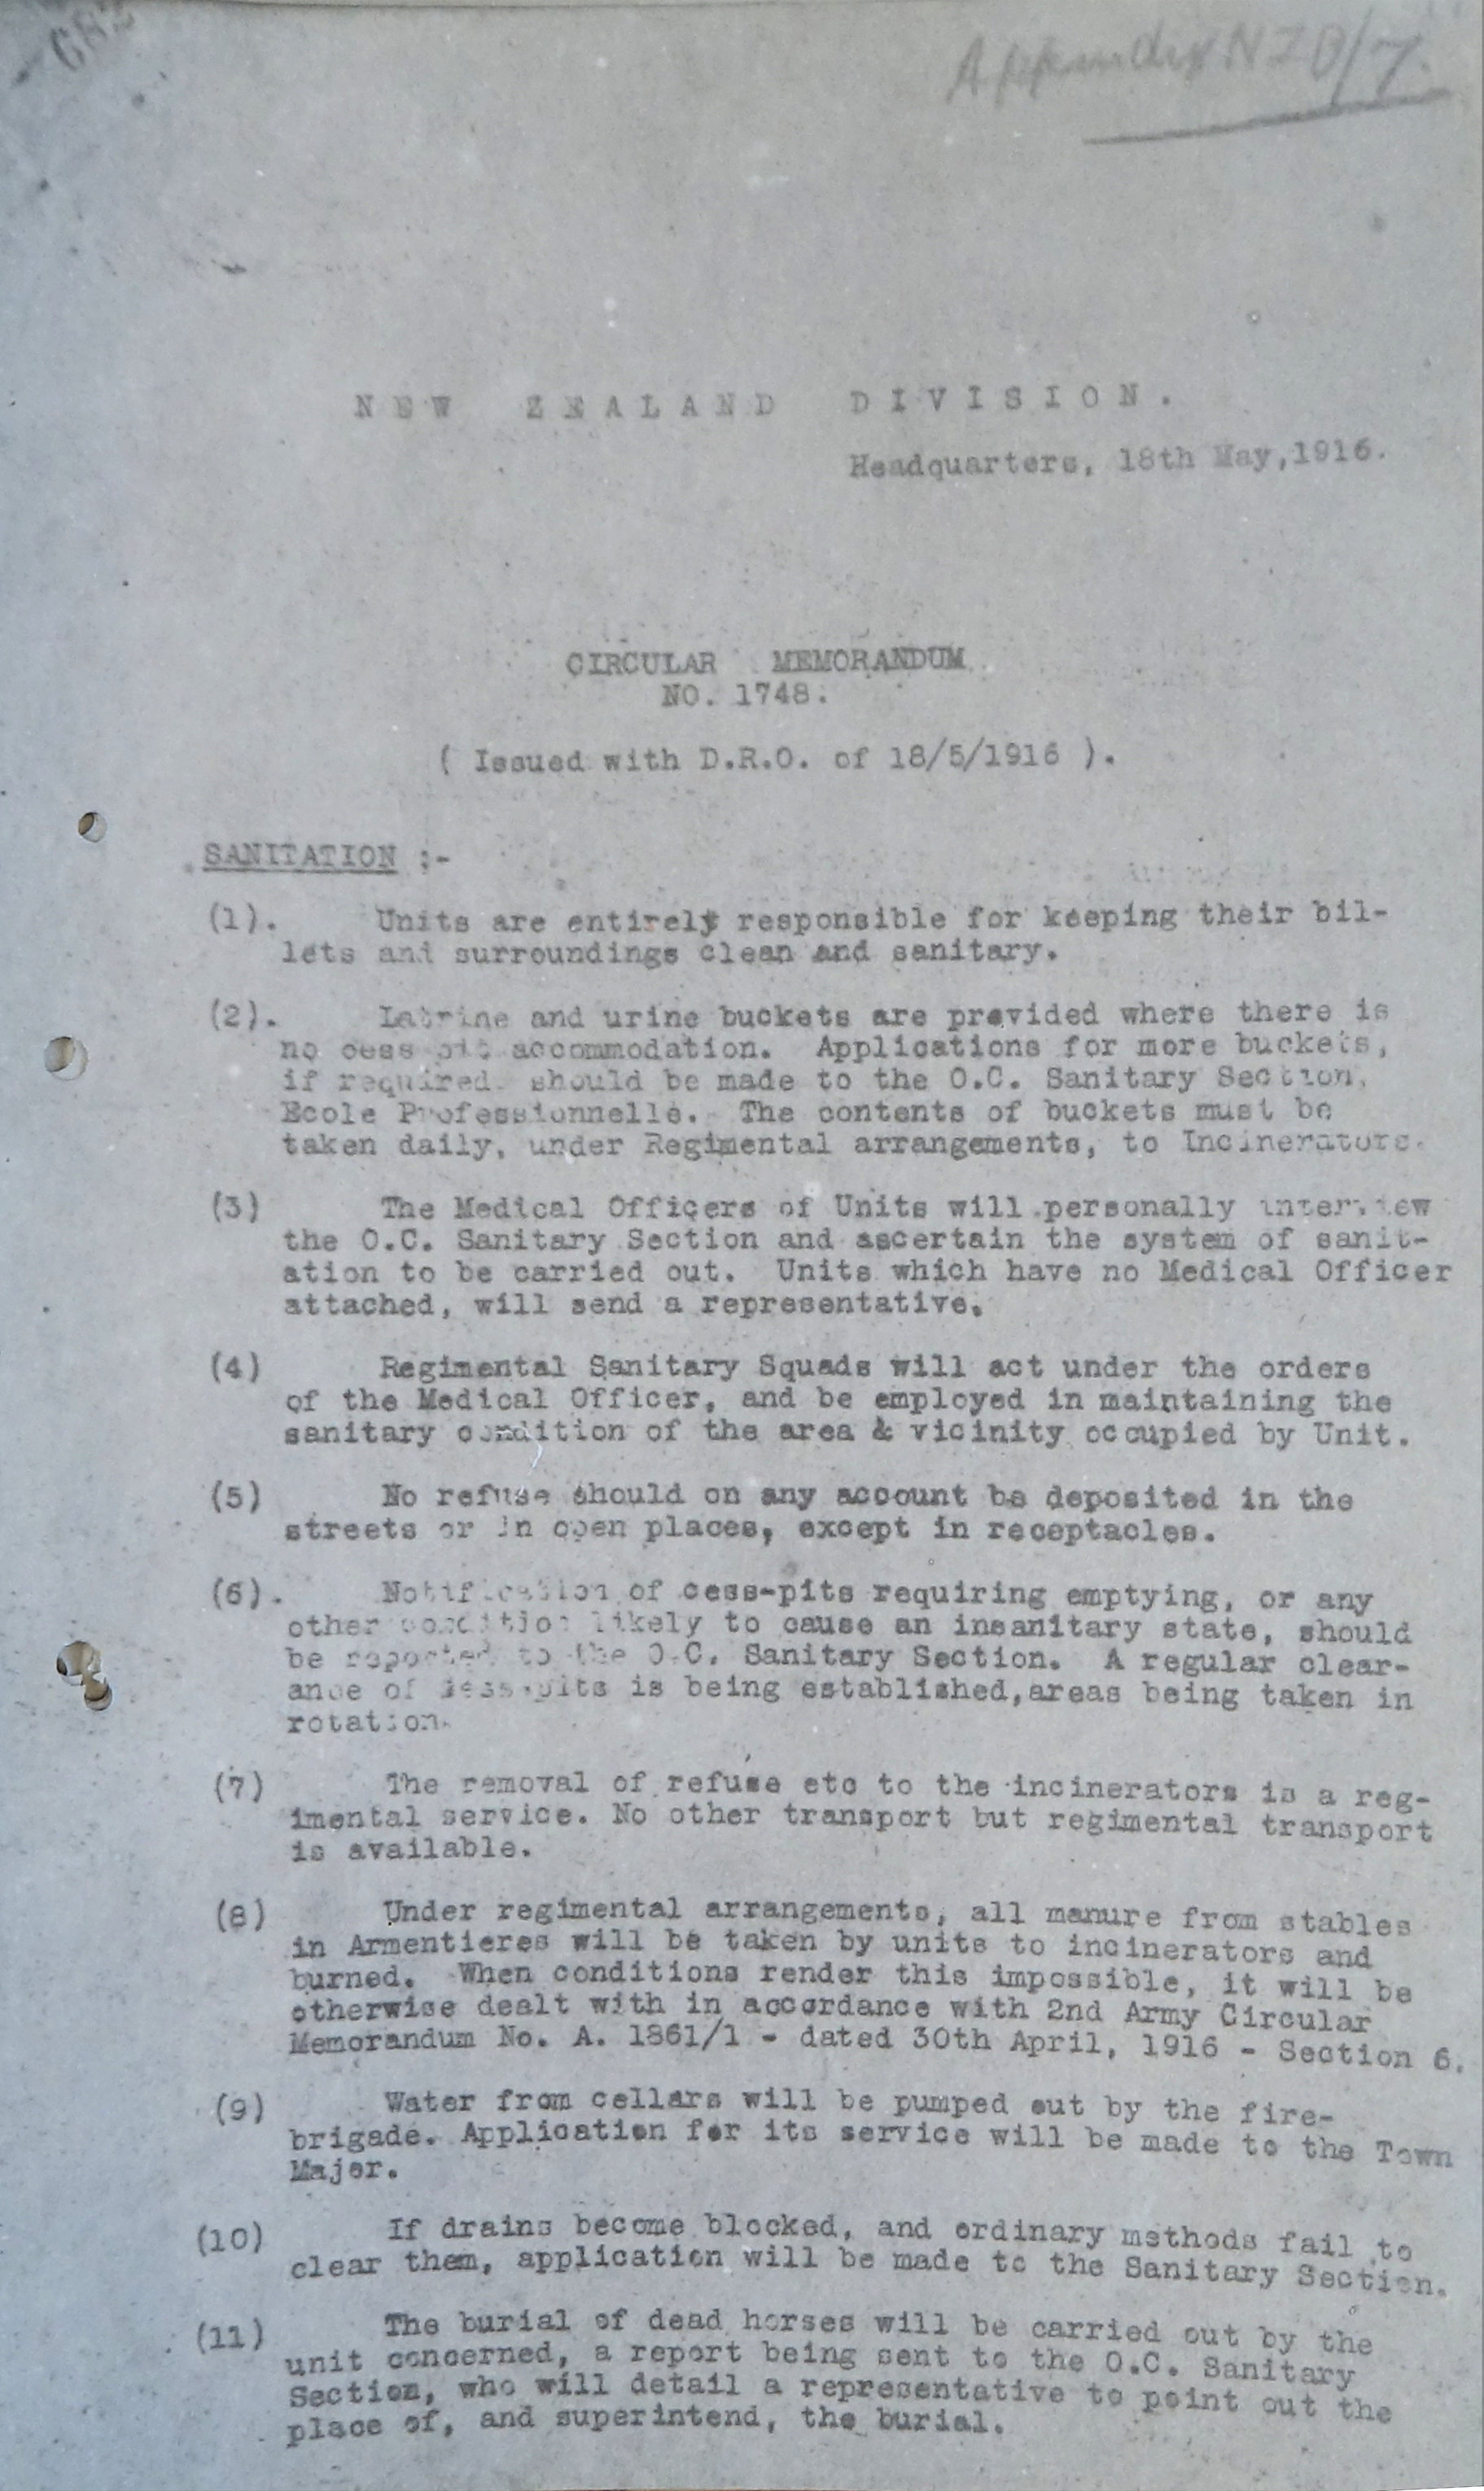 Appendix NZD/7.
NEW ZEALAND DIVISION.
Headquarters, 18th May, 1916.
CIRCULAR MEMORANDUM
NO. 1748.
( Issued with D.R.O. of 18/5/1916 ).
SANITATION :-
(1). Units are entirely responsible for keeping their bil-
lets and surroundings clean and sanitary.
(2). Latrine and urine buckets are provided where there is
no cess pit accommodation. Applications for more buckets,
if required should be made to the O.C. Sanitary Section,
Ecole Professionnelle. The contents of buckets must be
taken daily, under Regimental arrangements, to Incinerators.
(3) The Medical Officers of Units will personally interview
the O.C. Sanitary Section and ascertain the system of sanit-
ation to be carried out. Units which have no Medical Officer
attached, will send a representative.
(4) Regimental Sanitary Squads will act under the orders
of the Medical Officer, and be employed in maintaining the
sanitary condition of the area & vicinity occupied by Unit.
(5) No refuse should on any account be deposited in the
streets or in open places, except in receptacles.
(6). Notification of cess-pits requiring emptying, or any
other condition likely to cause an insanitary state, should
be reported to the O.C. Sanitary Section. A regular clear-
ance of cess-pits is being established, areas being taken in
rotation.
(7) The removal of refuse etc to the incinerators is a reg-
imental service. No other transport but regimental transport
is available.
(8) Under regimental arrangements, all manure from stables
in Armentieres will be taken by units to incinerators and
burned. When conditions render this impossible, it will be
otherwise dealt with in accordance with 2nd Army Circular
Memorandum No. A. 1861/1 - dated 30th April, 1916 - Section 6.
(9) Water from cellars will be pumped out by the fire-
brigade. Application for its service will be made to the Town
Major.
(10) If drains become blocked, and ordinary methods fail to
clear them, application will be made to the Sanitary Section.
(11) The burial of dead horses will be carried out by the
unit concerned, a report being sent to the O.C. Sanitary
Section, who will detail a representative to point out the
place of, and superintend, the burial.